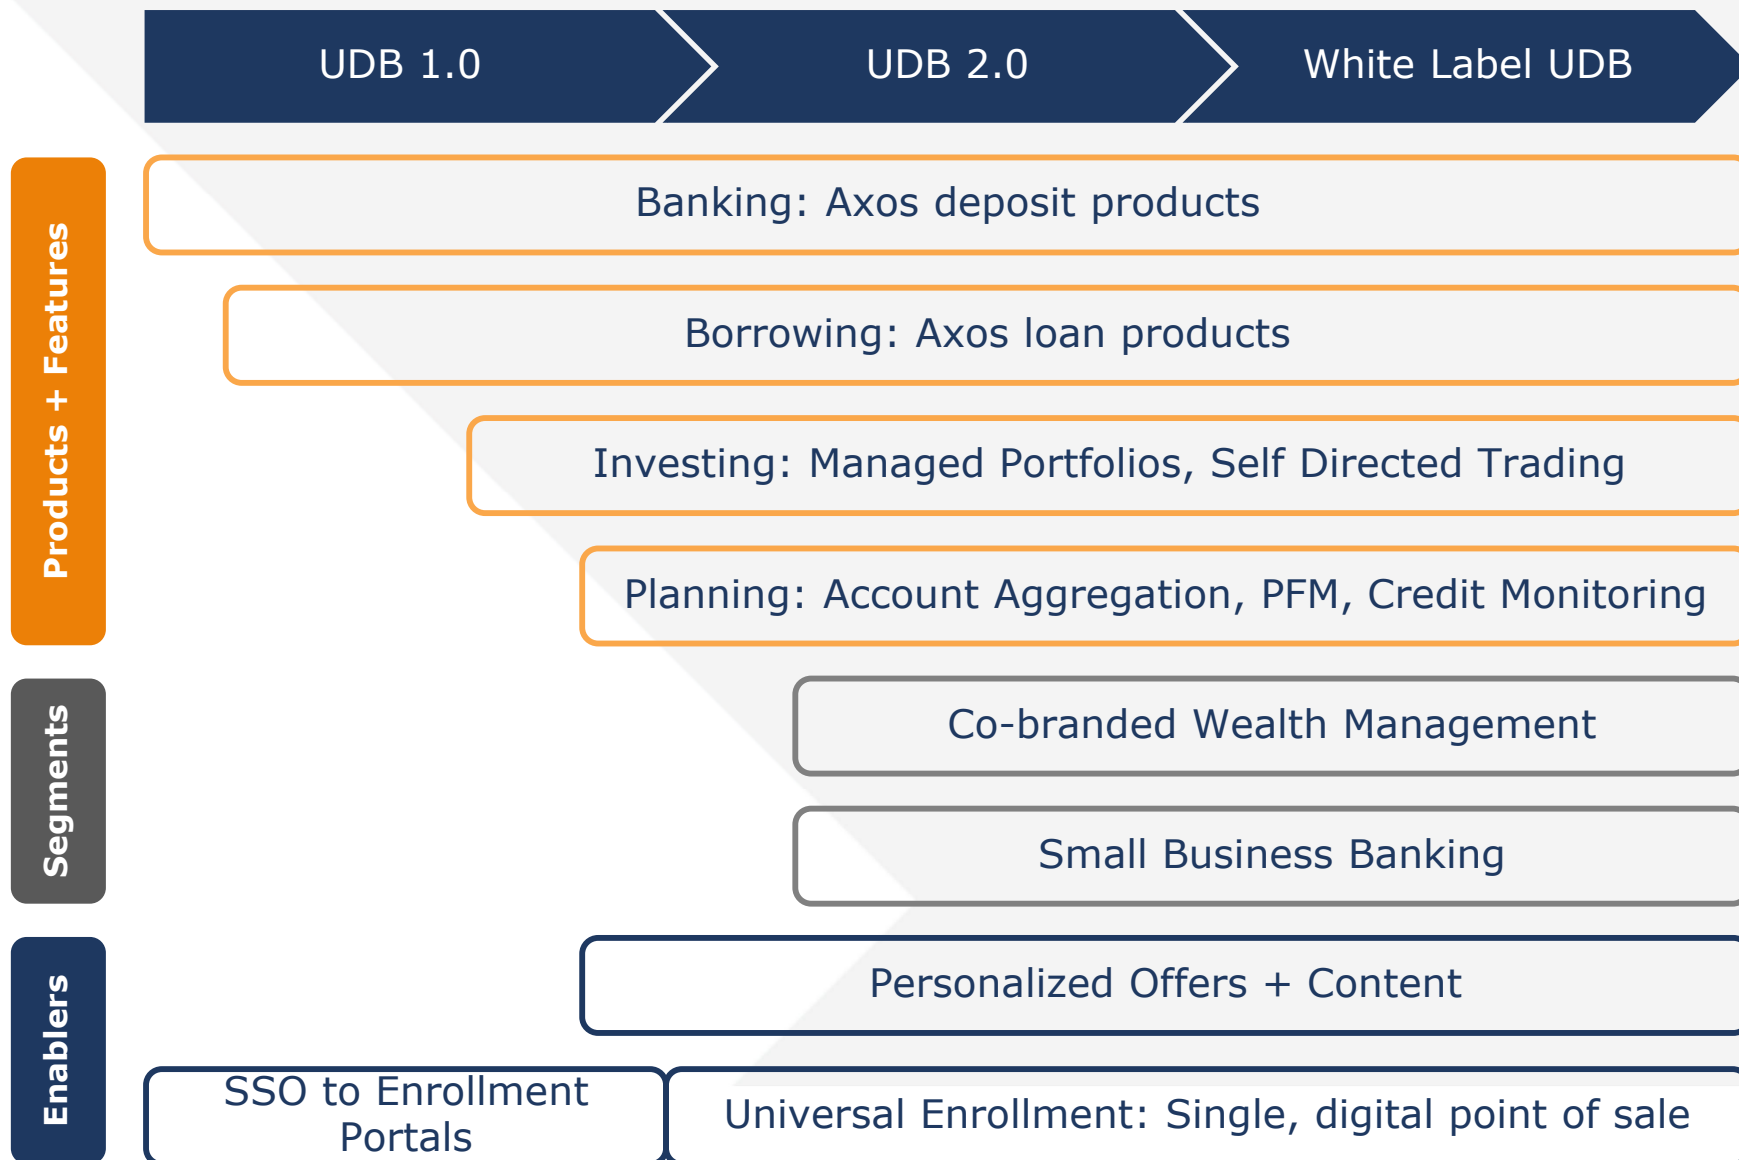 UDB 1.0
UDB 2.0
White Label UDB
Products + Features
Banking: Axos deposit products
Borrowing: Axos loan products
Investing: Managed Portfolios, Self Directed Trading
Planning: Account Aggregation, PFM, Credit Monitoring
Segments
Co-branded Wealth Management
Small Business Banking
Enablers
Personalized Offers + Content
SSO to Enrollment
Portals
Universal Enrollment: Single, digital point of sale